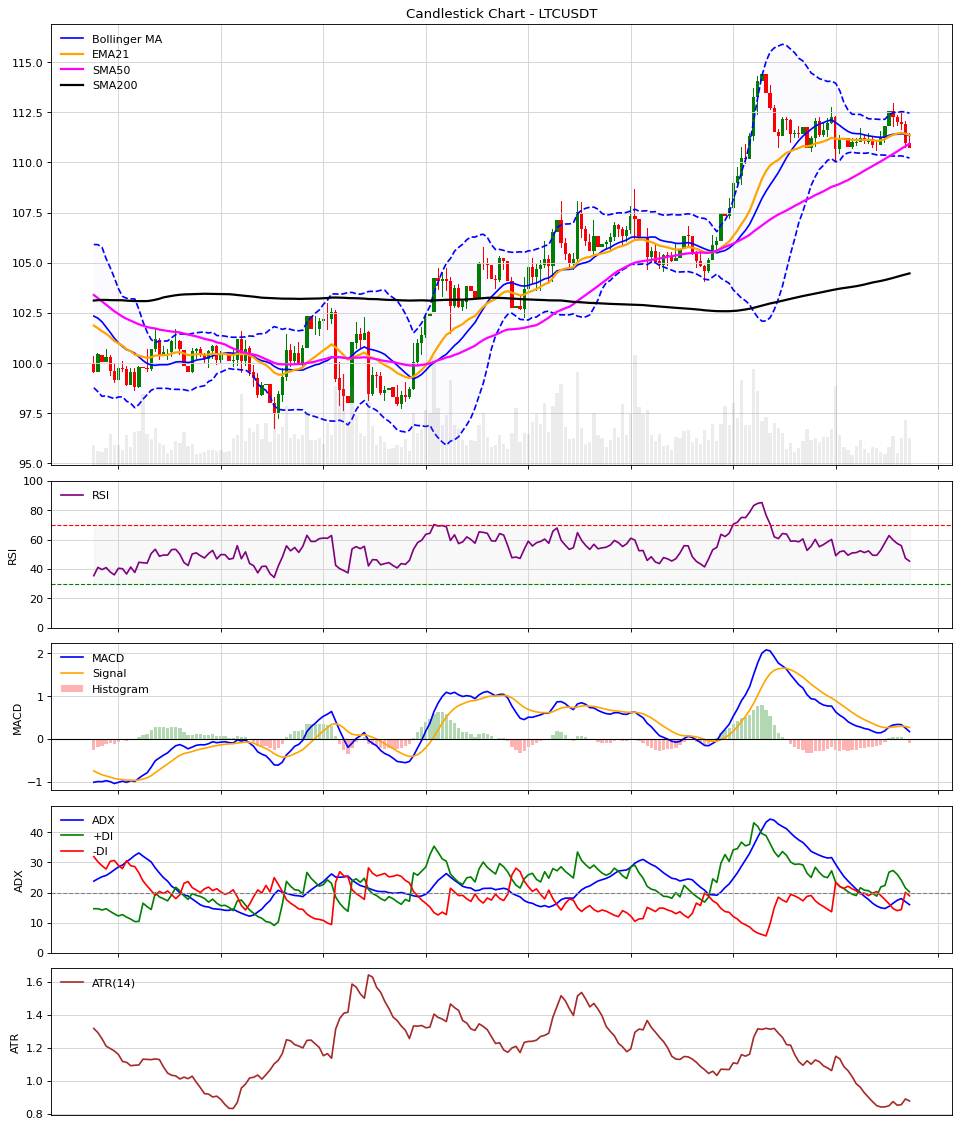 Candlestick Chart - LTCUSDT
Bollinger MA
EMA21
SMA50
SMA200
115.0
112.5
110.0
107.5
105.0
102.5
100.0
97.5
95.0
RSI
RSI
100
80
60
40
20
0
MACD
Signal
Histogram
MACD
2
1
0
−1
ADX
+DI
-DI
ADX
40
30
20
10
0
ATR(14)
ATR
1.6
1.4
1.2
1.0
0.8